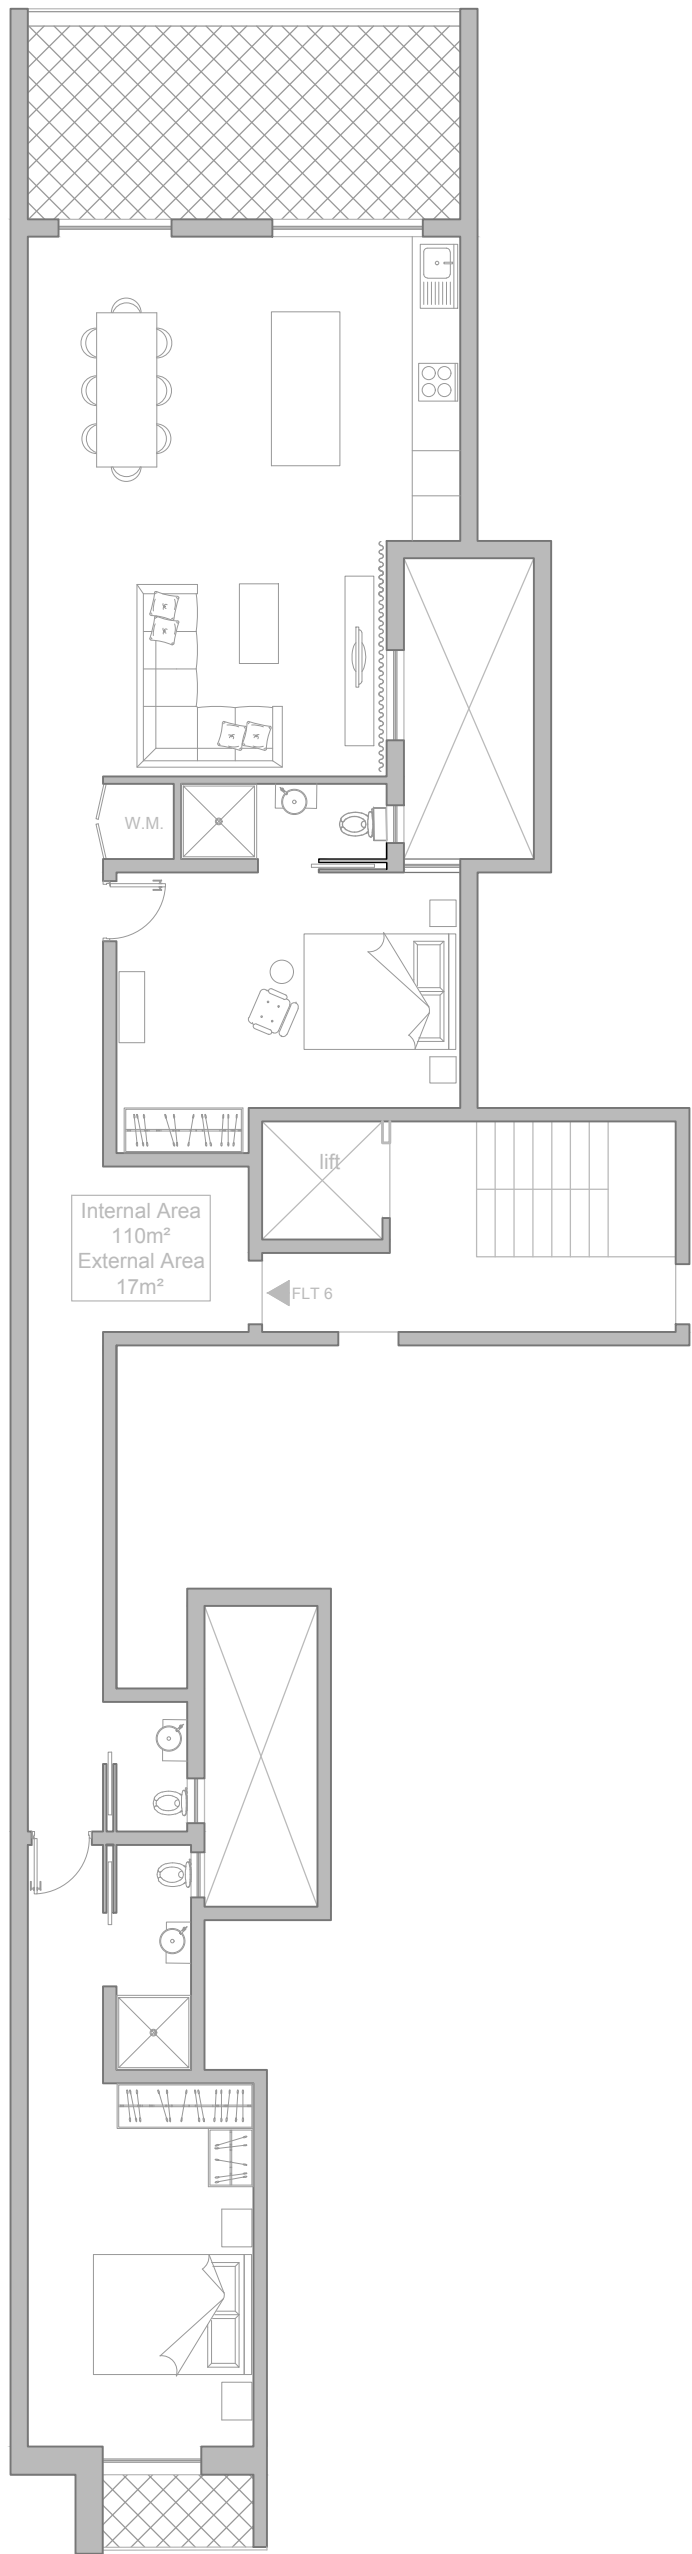 W.M.
lift
Internal Area
110m²
External Area
17m²
FLT 6